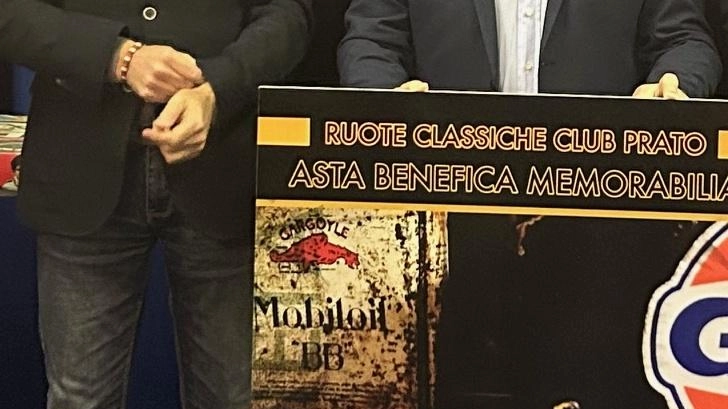 RUOTE CLASSICHE CLUB PRATO
ASTA BENEFICA MEMORABILIA
GARGOYLE
Mobiloil
BB
G